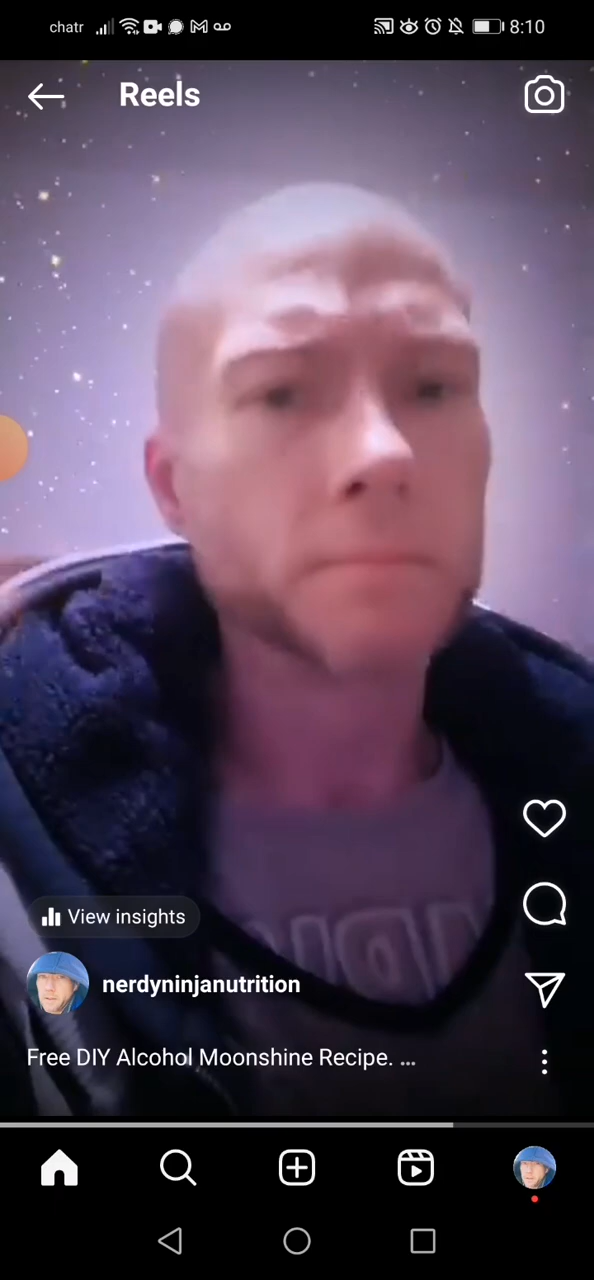 chatr 8:10
Reels
View insights
nerdyninjanutrition
Free DIY Alcohol Moonshine Recipe. ...